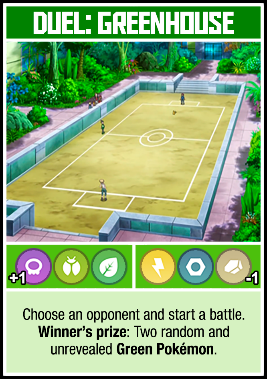 DUEL: GREENHOUSE
+1
-1
Choose an opponent and start a battle.
Winner's prize: Two random and
unrevealed Green Pokémon.